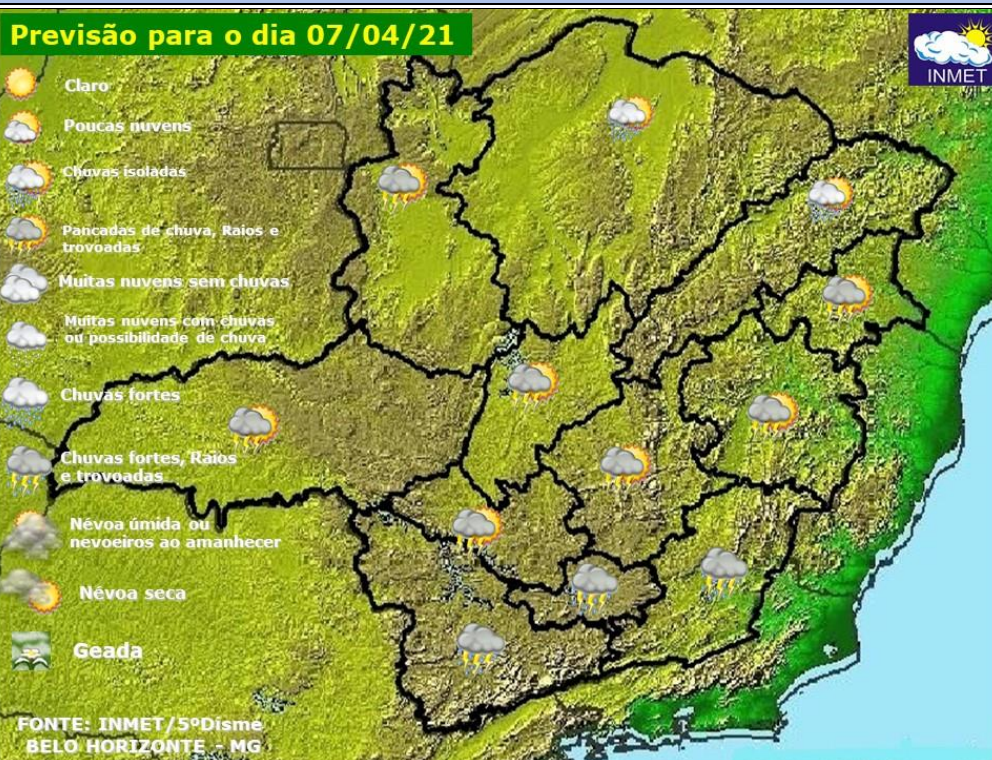 Previsão para o dia 07/04/21
INMET
Claro
Poucas nuvens
Chuvas isoladas
Pancadas de chuva, Raios e
trovoadas
Muitas nuvens sem chuvas
Muitas nuvens com chuvas
ou possibilidade de chuva
Chuvas fortes
Chuvas fortes, Raios
e trovoadas
Névoa úmida ou
nevoeiros ao amanhecer
Névoa seca
Geada
FONTE: INMET/5ºDisme
BELO HORIZONTE - MG